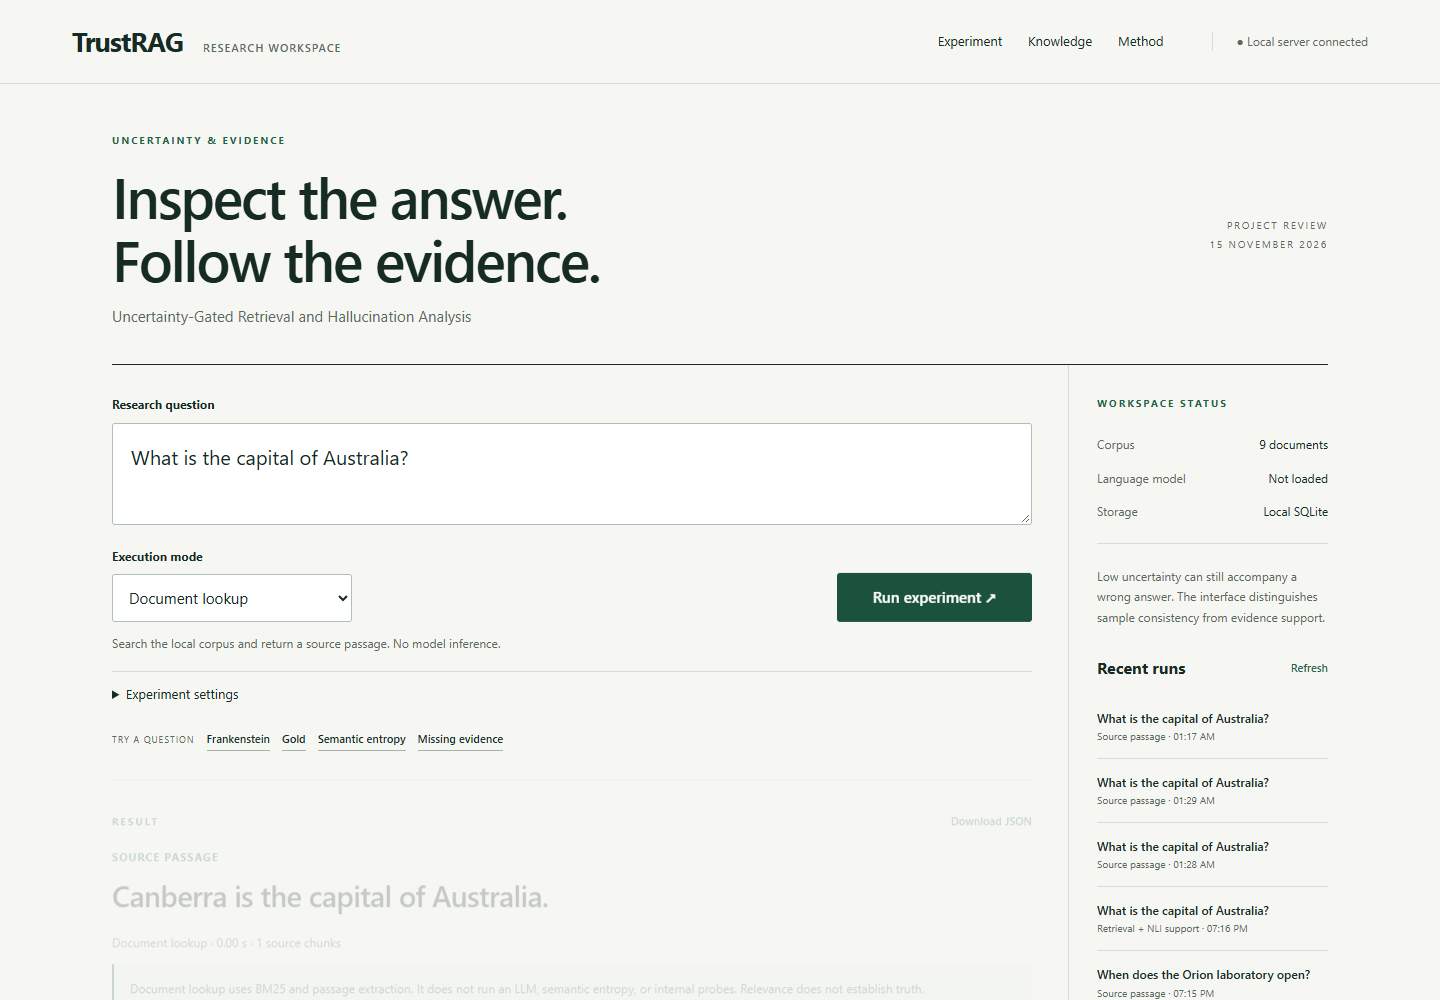 TrustRAG RESEARCH WORKSPACE
Experiment Knowledge Method
● Local server connected
UNCERTAINTY & EVIDENCE
Inspect the answer.
Follow the evidence.
Uncertainty-Gated Retrieval and Hallucination Analysis
PROJECT REVIEW
15 NOVEMBER 2026
Research question
What is the capital of Australia?
Execution mode
Document lookup
Run experiment ↗
Search the local corpus and return a source passage. No model inference.
▶ Experiment settings
TRY A QUESTION Frankenstein Gold Semantic entropy Missing evidence
RESULT
Download JSON
SOURCE PASSAGE
Canberra is the capital of Australia.
Document lookup · 0.00 s · 1 source chunks
Document lookup uses BM25 and passage extraction. It does not run an LLM, semantic entropy, or internal probes. Relevance does not establish truth.
WORKSPACE STATUS
Corpus 9 documents
Language model Not loaded
Storage Local SQLite
Low uncertainty can still accompany a
wrong answer. The interface distinguishes
sample consistency from evidence support.
Recent runs Refresh
What is the capital of Australia?
Source passage · 01:17 AM
What is the capital of Australia?
Source passage · 01:29 AM
What is the capital of Australia?
Source passage · 01:28 AM
What is the capital of Australia?
Retrieval + NLI support · 07:16 PM
When does the Orion laboratory open?
Source passage · 07:15 PM